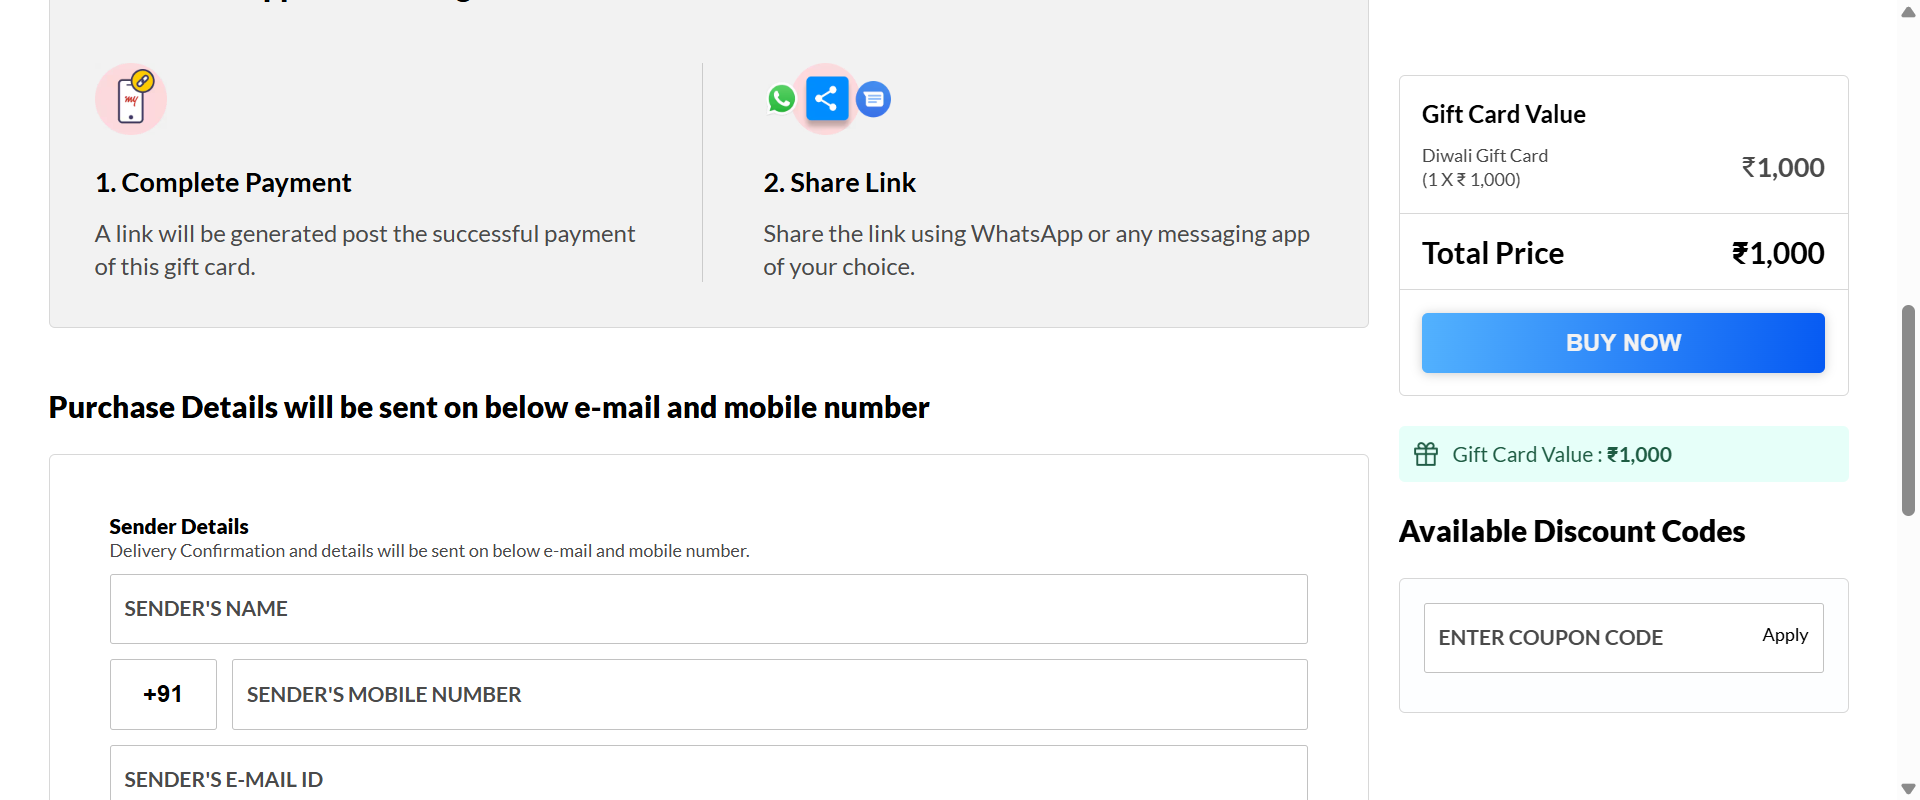 my
1. Complete Payment
A link will be generated post the successful payment
of this gift card.
2. Share Link
Share the link using WhatsApp or any messaging app
of your choice.
Purchase Details will be sent on below e-mail and mobile number
Sender Details
Delivery Confirmation and details will be sent on below e-mail and mobile number.
SENDER'S NAME
+91
SENDER'S MOBILE NUMBER
SENDER'S E-MAIL ID
Gift Card Value
Diwali Gift Card
(1 X ₹ 1,000)
₹1,000
Total Price
₹1,000
BUY NOW
Gift Card Value : ₹1,000
Available Discount Codes
ENTER COUPON CODE
Apply